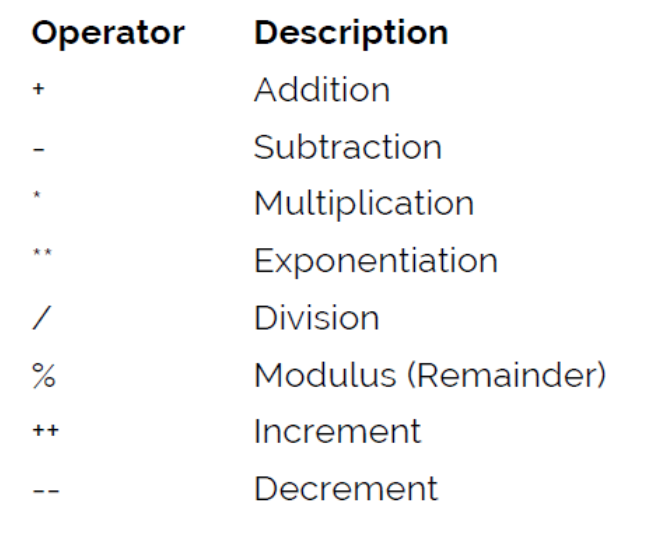 Operator Description
+ Addition
- Subtraction
* Multiplication
** Exponentiation
/ Division
% Modulus (Remainder)
++ Increment
-- Decrement